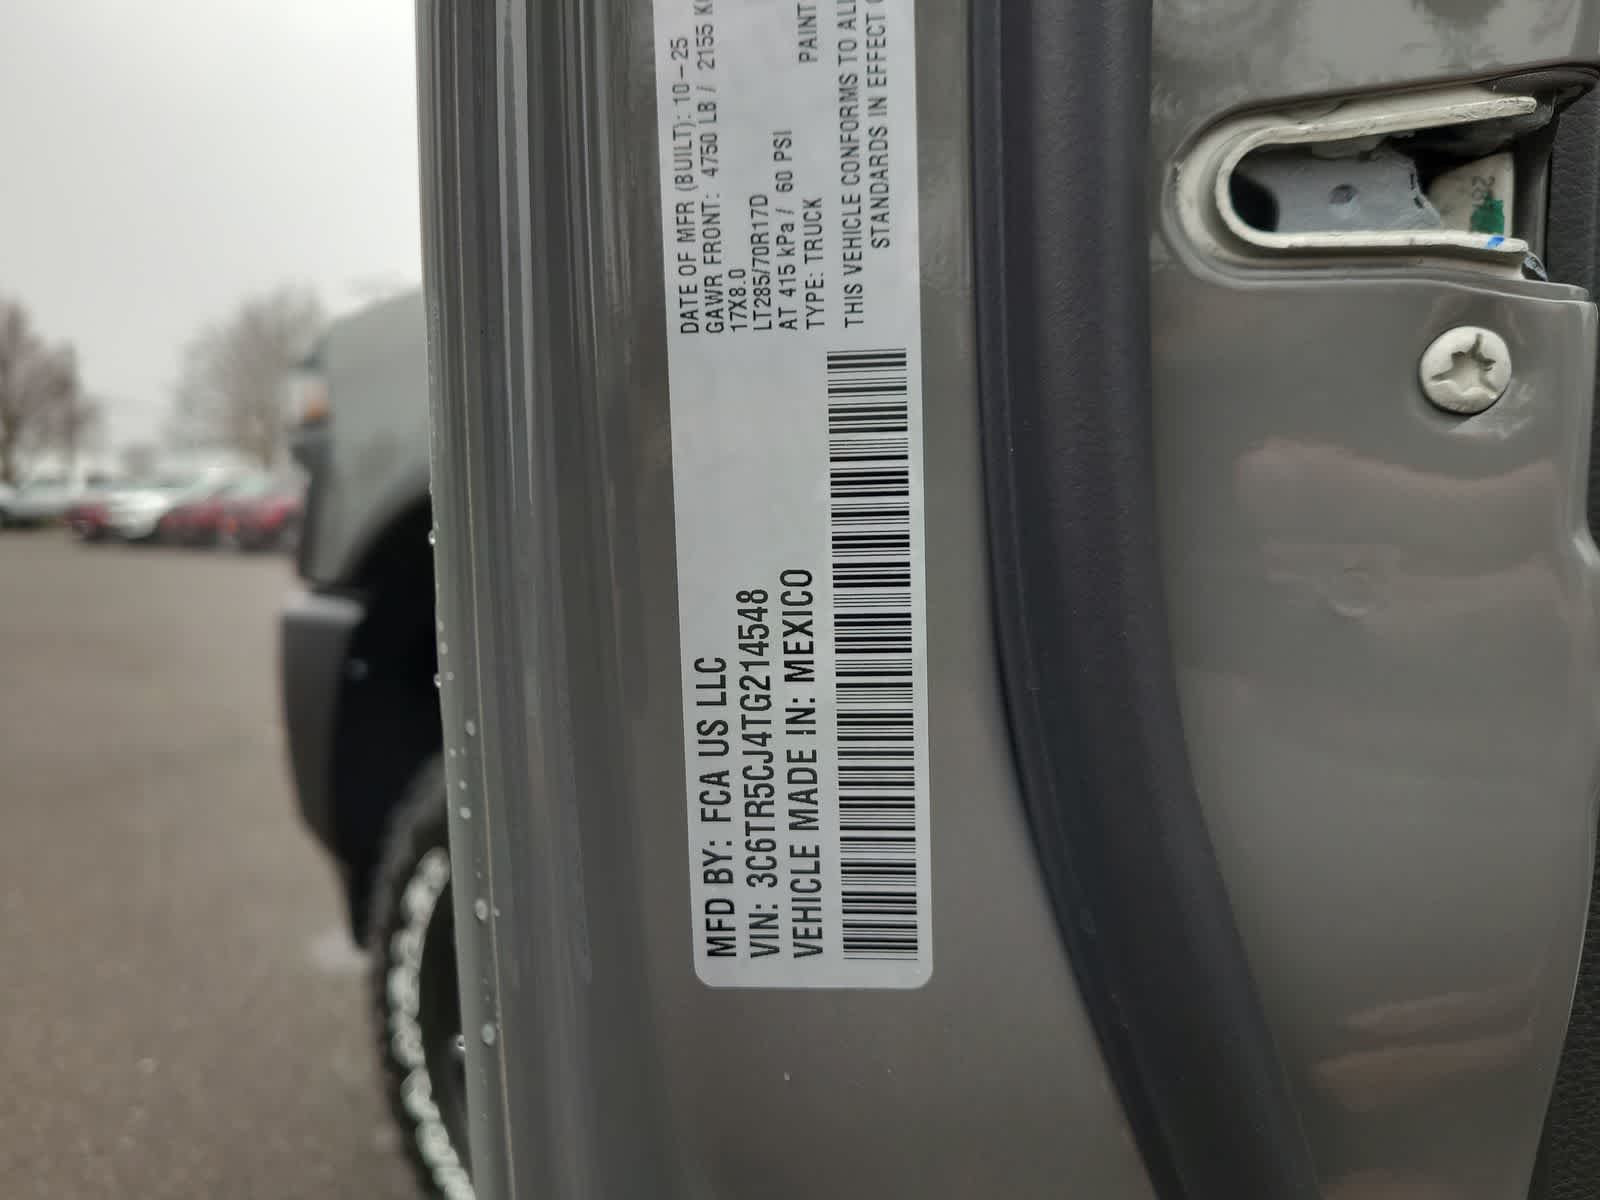 MFD BY: FCA US LLC
VIN: 3C6TR5CJ4TG214548
VEHICLE MADE IN: MEXICO
DATE OF MFR (BUILT): 10-25
GAWR FRONT: 4750 LB / 2155
17X8.0
LT285/70R17D
AT 415 kPa / 60 PSI
TYPE: TRUCK
PAINT
THIS VEHICLE CONFORMS TO
STANDARDS IN EFFECT